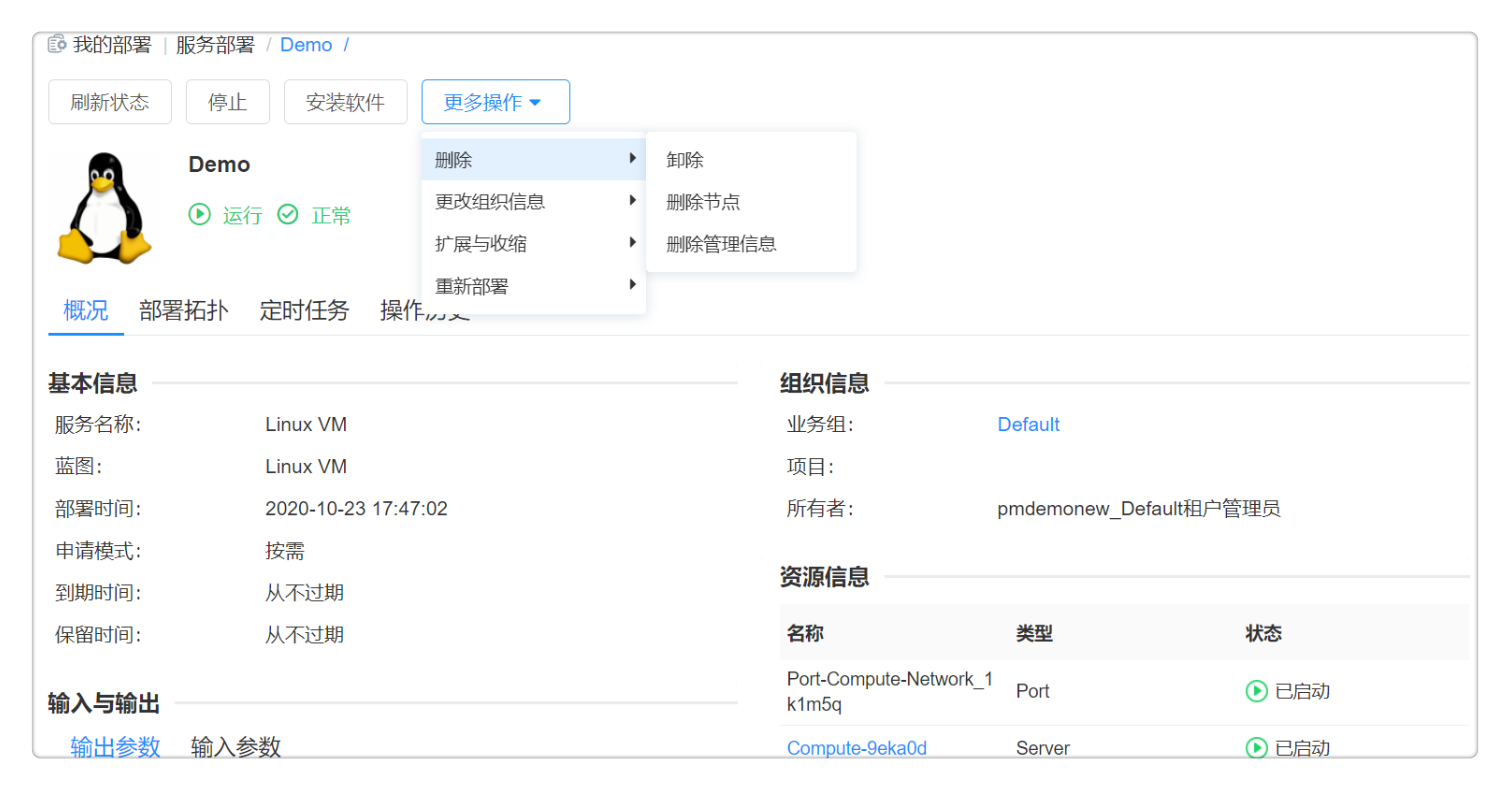 我的部署 | 服务部署 / Demo /
刷新状态 停止 安装软件 更多操作
删除
更改组织信息
扩展与收缩
重新部署
卸除
删除节点
删除管理信息
Demo
运行 正常
概况 部署拓扑 定时任务 操作历史
基本信息
服务名称: Linux VM
蓝图: Linux VM
部署时间: 2020-10-23 17:47:02
申请模式: 按需
到期时间: 从不过期
保留时间: 从不过期
输入与输出
输出参数 输入参数
组织信息
业务组: Default
项目:
所有者: pmdemonew_Default租户管理员
资源信息
名称 类型 状态
Port-Compute-Network_1
k1m5q Port 已启动
Compute-9eka0d Server 已启动